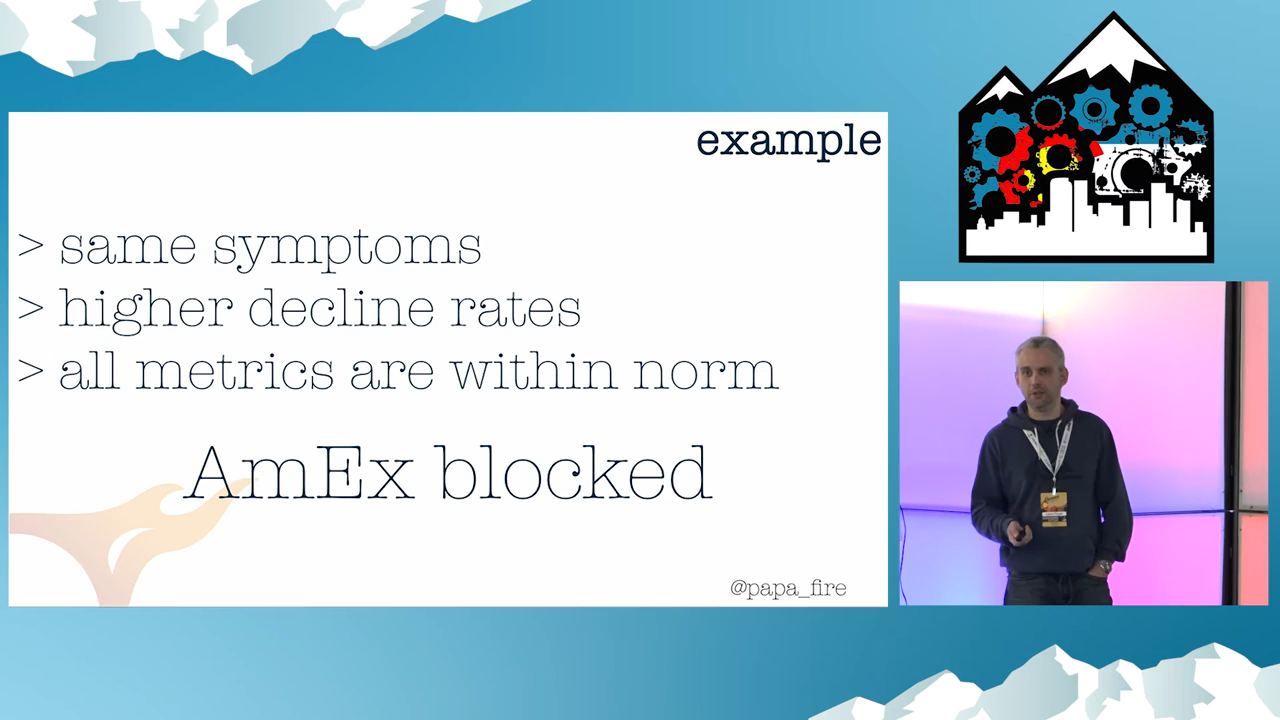 example
> same symptoms
> higher decline rates
> all metrics are within norm
AmEx blocked
@papa_fire